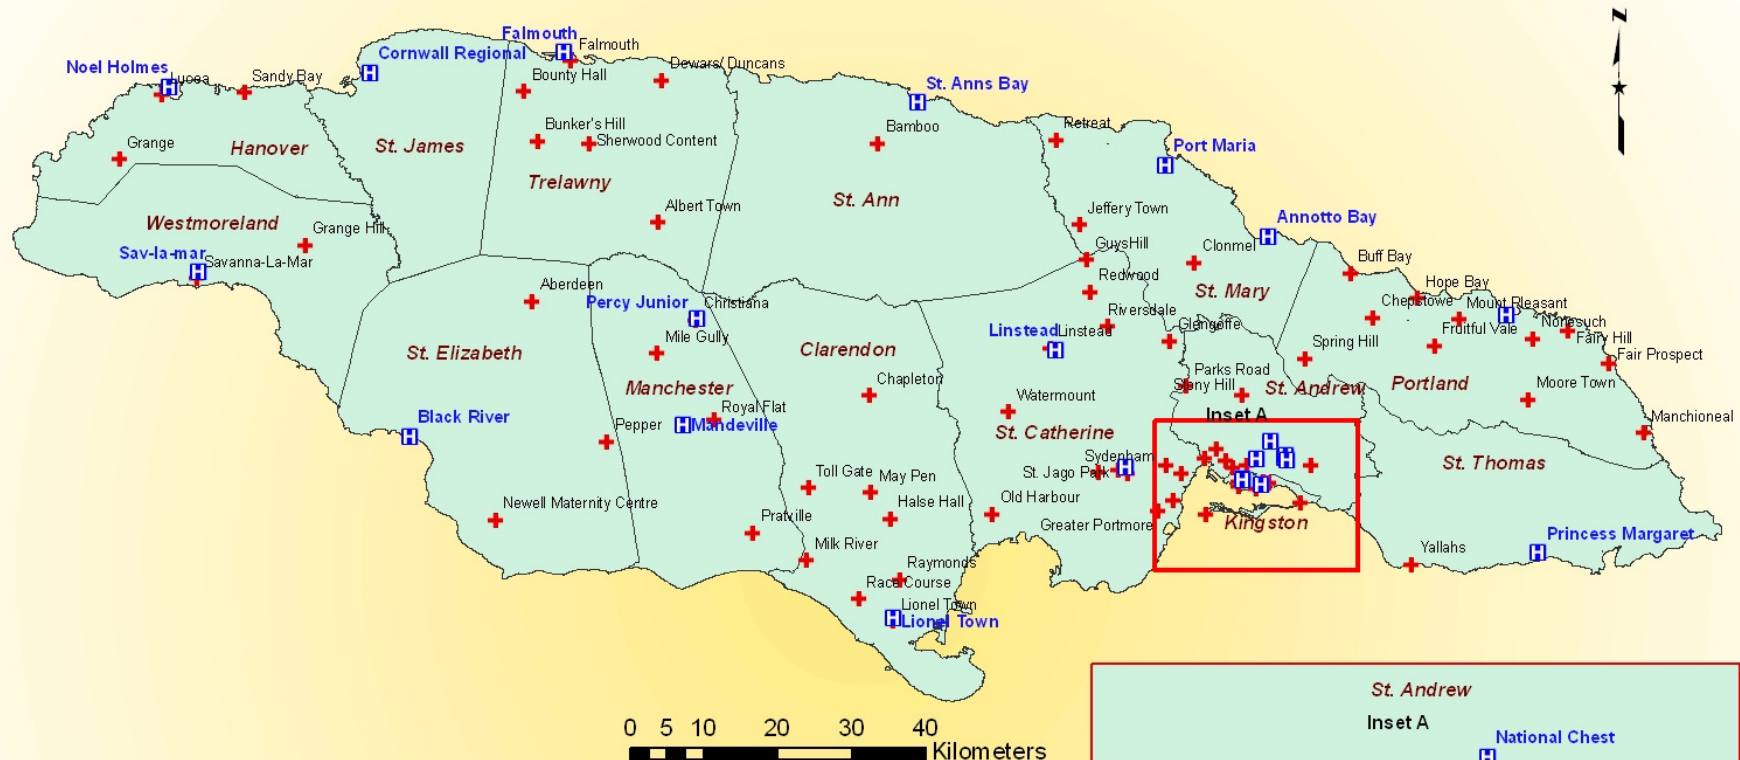 Falmouth
Falmouth
Cornwall Regional
Noel Holmes
Lucea
Sandy Bay
Dewars/ Duncans
Bounty Hall
St. Anns Bay
N
Bunker's Hill
Sherwood Content
Bamboo
Retreat
Port Maria
Grange
Hanover
St. James
Trelawny
St. Ann
Albert Town
Jeffery Town
Annotto Bay
Westmoreland
Grange Hill
Sav-la-mar
Savanna-La-Mar
GuysHill
Clonmel
Buff Bay
Redwood
Hope Bay
Aberdeen
Percy Junior
Christiana
St. Mary
Chepstowe
Mount Pleasant
Riversdale
Glengoffe
Linstead
Linstead
Mile Gully
Fruitful Vale
Nonesuch
Fairy Hill
Spring Hill
Fair Prospect
St. Elizabeth
Clarendon
Chapleton
Parks Road
Stony Hill
St. Andrew
Portland
Moore Town
Manchester
Watermount
Royal Flat
Inset A
Manchioneal
Black River
Pepper
Mandeville
St. Catherine
Sydenham
St. Jago Park
St. Thomas
Toll Gate
May Pen
Newell Maternity Centre
Halse Hall
Old Harbour
Greater Portmore
Kingston
Pratville
Milk River
Princess Margaret
Yallahs
Raymonds
Race Course
Lionel Town
Lionel Town
St. Andrew
Inset A
National Chest
0 5 10 20 30 40
Kilometers